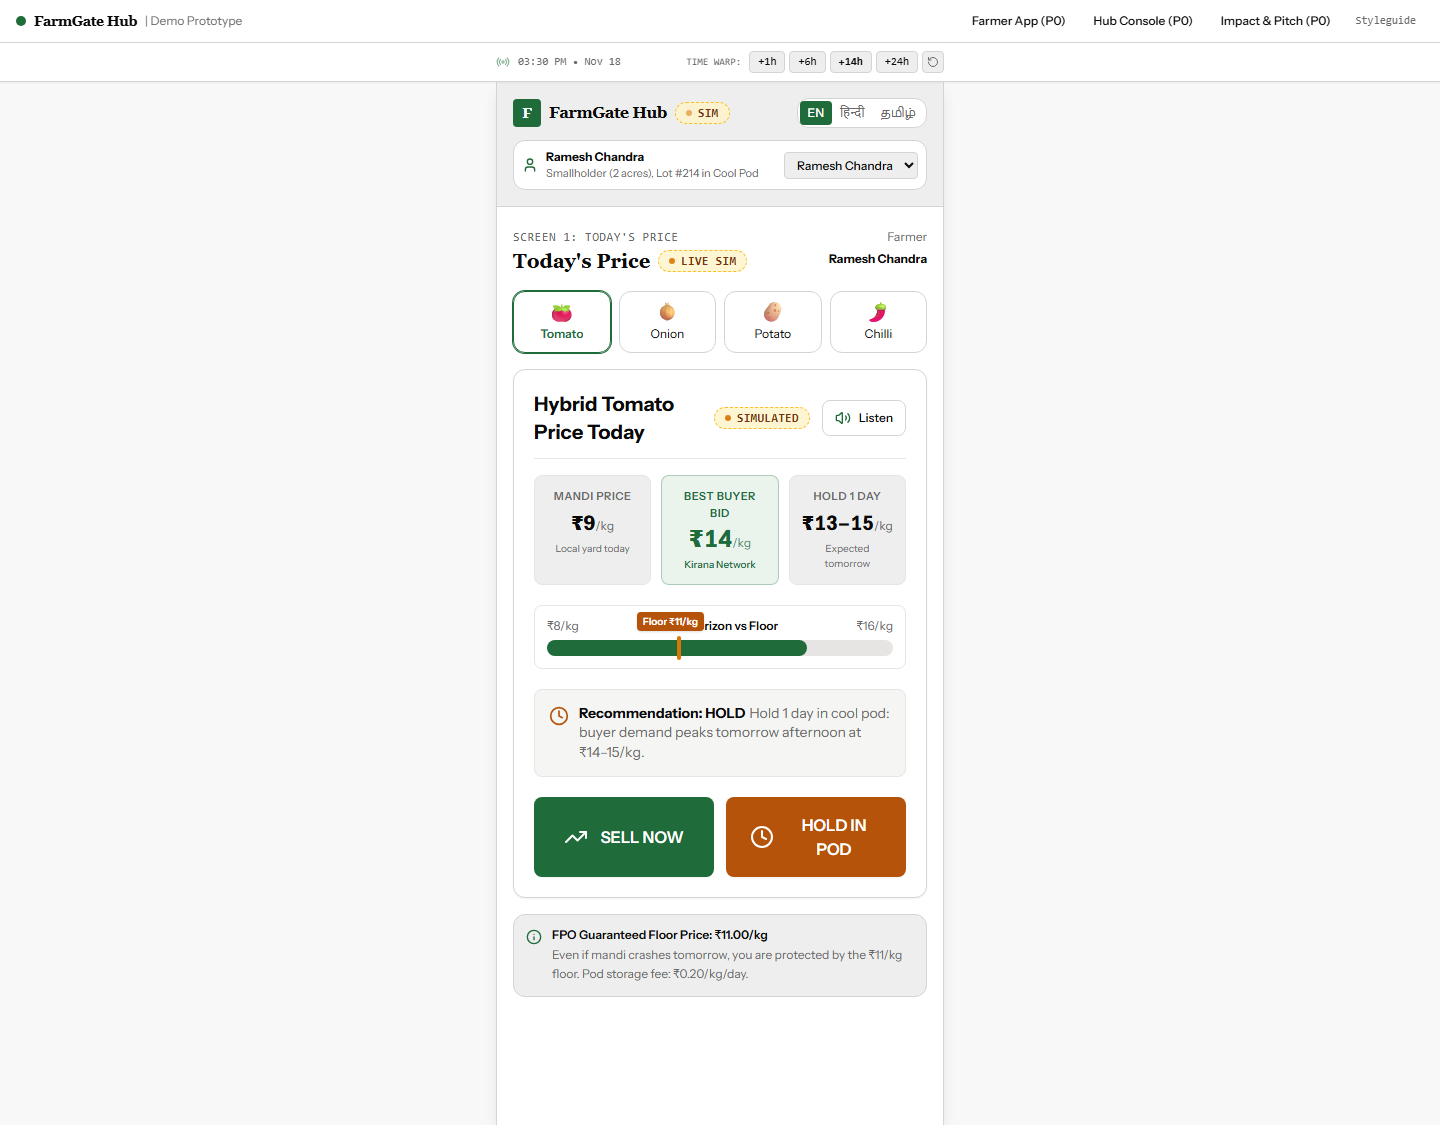 FarmGate Hub | Demo Prototype
Farmer App (P0)
Hub Console (P0)
Impact & Pitch (P0)
Styleguide
03:30 PM • Nov 18
TIME WARP:
+1h
+6h
+14h
+24h
F
FarmGate Hub
SIM
EN
हिन्दी
தமிழ்
Ramesh Chandra
Smallholder (2 acres), Lot #214 in Cool Pod
Ramesh Chandra
SCREEN 1: TODAY'S PRICE
Farmer
Today's Price
LIVE SIM
Ramesh Chandra
Tomato
Onion
Potato
Chilli
Hybrid Tomato
Price Today
SIMULATED
Listen
MANDI PRICE
₹9/kg
Local yard today
BEST BUYER
BID
₹14/kg
Kirana Network
HOLD 1 DAY
₹13–15/kg
Expected
tomorrow
₹8/kg
Floor ₹11/kg
rizon vs Floor
₹16/kg
Recommendation: HOLD Hold 1 day in cool pod:
buyer demand peaks tomorrow afternoon at
₹14–15/kg.
SELL NOW
HOLD IN
POD
FPO Guaranteed Floor Price: ₹11.00/kg
Even if mandi crashes tomorrow, you are protected by the ₹11/kg
floor. Pod storage fee: ₹0.20/kg/day.